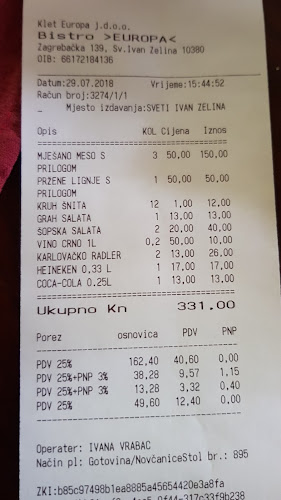 Klet Europa j.d.o.o.
Bistro >EUROPA<
Zagrebačka 139, Sv.Ivan Zelina 10380
OIB: 66172184136
Datum:29.07.2018 Vrijeme:15:44:52
Račun broj:3274/1/1
_ Mjesto izdavanja:SVETI IVAN ZELINA
Opis KOL Cijena Iznos
MJEŠANO MESO S 3 50,00 150,00
PRILOGOM
PRŽENE LIGNJE S 1 50,00 50,00
PRILOGOM
KRUH ŠNITA 12 1,00 12,00
GRAH SALATA 1 13,00 13,00
ŠOPSKA SALATA 2 20,00 40,00
VINO CRNO 1L 0,2 50,00 10,00
KARLOVAČKO RADLER 2 13,00 26,00
HEINEKEN 0.33 L 1 17,00 17,00
COCA-COLA 0.25L 1 13,00 13,00
Ukupno Kn 331,00
Porez osnovica PDV PNP
PDV 25% 162,40 40,60 0,00
PDV 25%+PNP 3% 38,28 9,57 1,15
PDV 25%+PNP 3% 13,28 3,32 0,40
PDV 25% 49,60 12,40 0,00
Operater: IVANA VRABAC
Način pl: Gotovina/NovčaniceStol br.: 895
ZKI:b85c97498b1ea8885a45654420e3a8fa